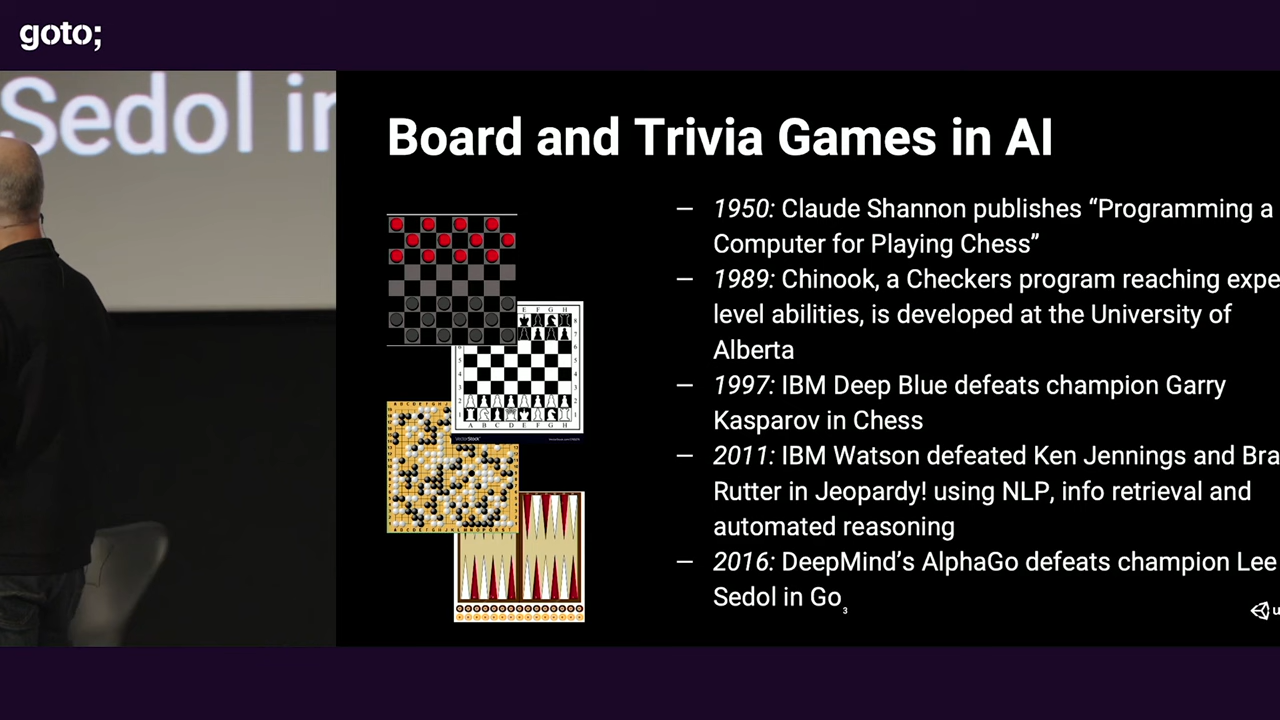 goto;
Sedol in
Board and Trivia Games in AI
– 1950: Claude Shannon publishes “Programming a
Computer for Playing Chess”
– 1989: Chinook, a Checkers program reaching expe
level abilities, is developed at the University of
Alberta
– 1997: IBM Deep Blue defeats champion Garry
Kasparov in Chess
– 2011: IBM Watson defeated Ken Jennings and Bra
Rutter in Jeopardy! using NLP, info retrieval and
automated reasoning
– 2016: DeepMind’s AlphaGo defeats champion Lee
Sedol in Go
3
E F G H
A B C D E F G H
VectorStock
u